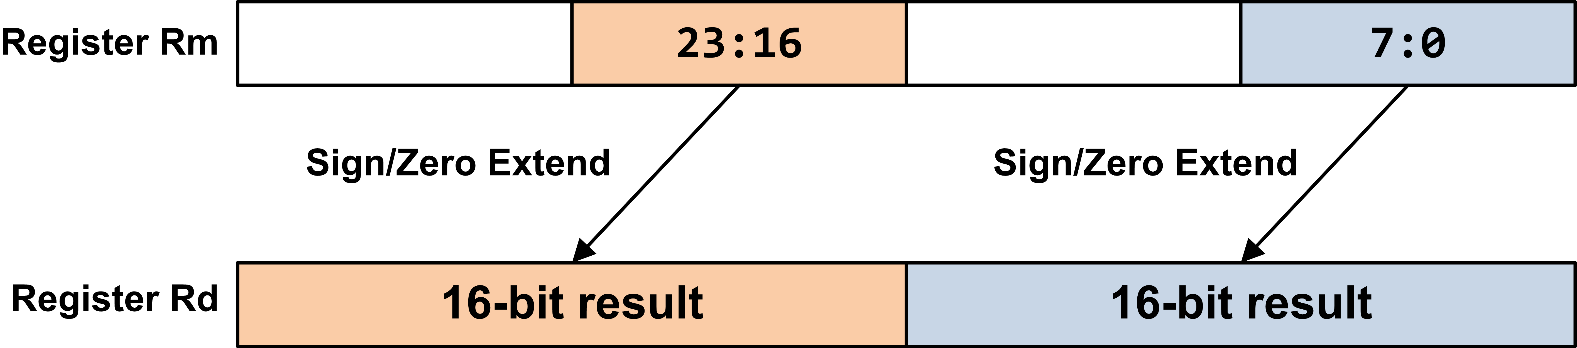 Register Rm
23:16
7:0
Sign/Zero Extend
Sign/Zero Extend
Register Rd
16-bit result
16-bit result